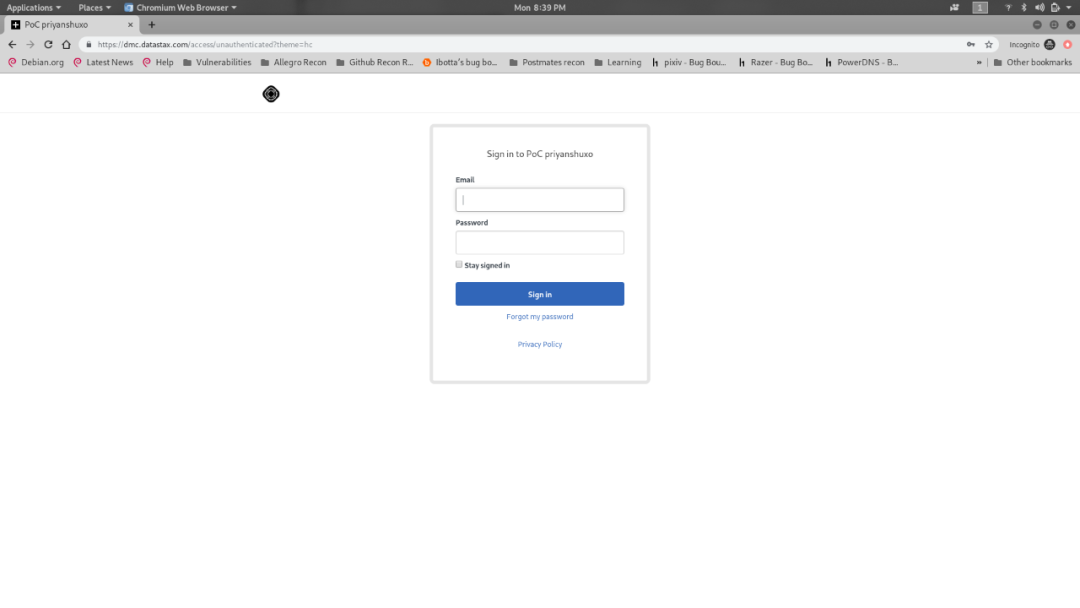 Applications Places Chromium Web Browser Mon 8:39 PM 1 ?
PoC priyanshuxo × +
https://dmc.datastax.com/access/unauthenticated?theme=hc Incognito
Debian.org Latest News Help Vulnerabilities Allegro Recon Github Recon R... Ibotta's bug bo... Postmates recon Learning pixiv - Bug Bou... Razer - Bug Bo... PowerDNS - B... » Other bookmarks
Sign in to PoC priyanshuxo
Email
Password
Stay signed in
Sign in
Forgot my password
Privacy Policy